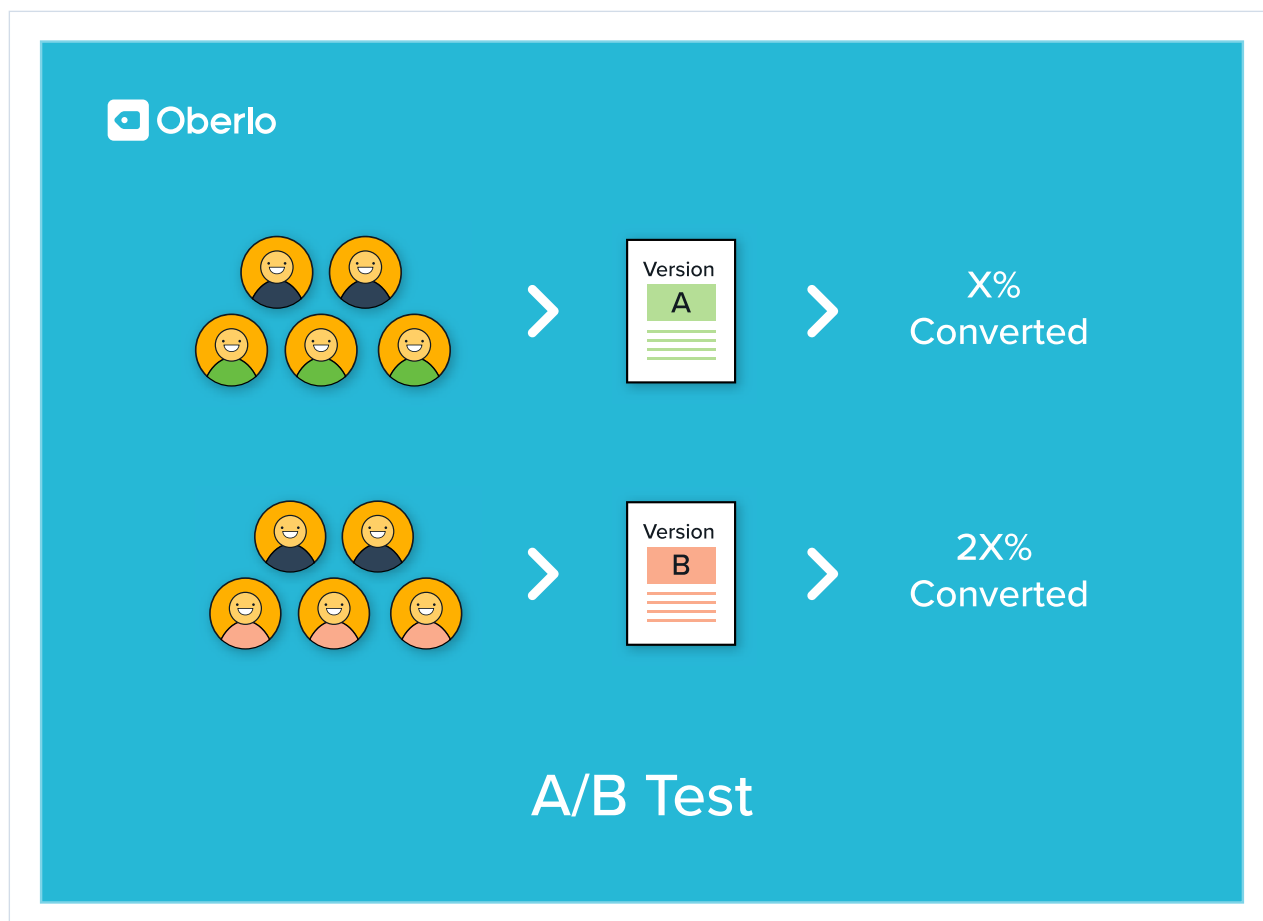 Oberlo
Version
A
X%
Converted
Version
B
2X%
Converted
A/B Test